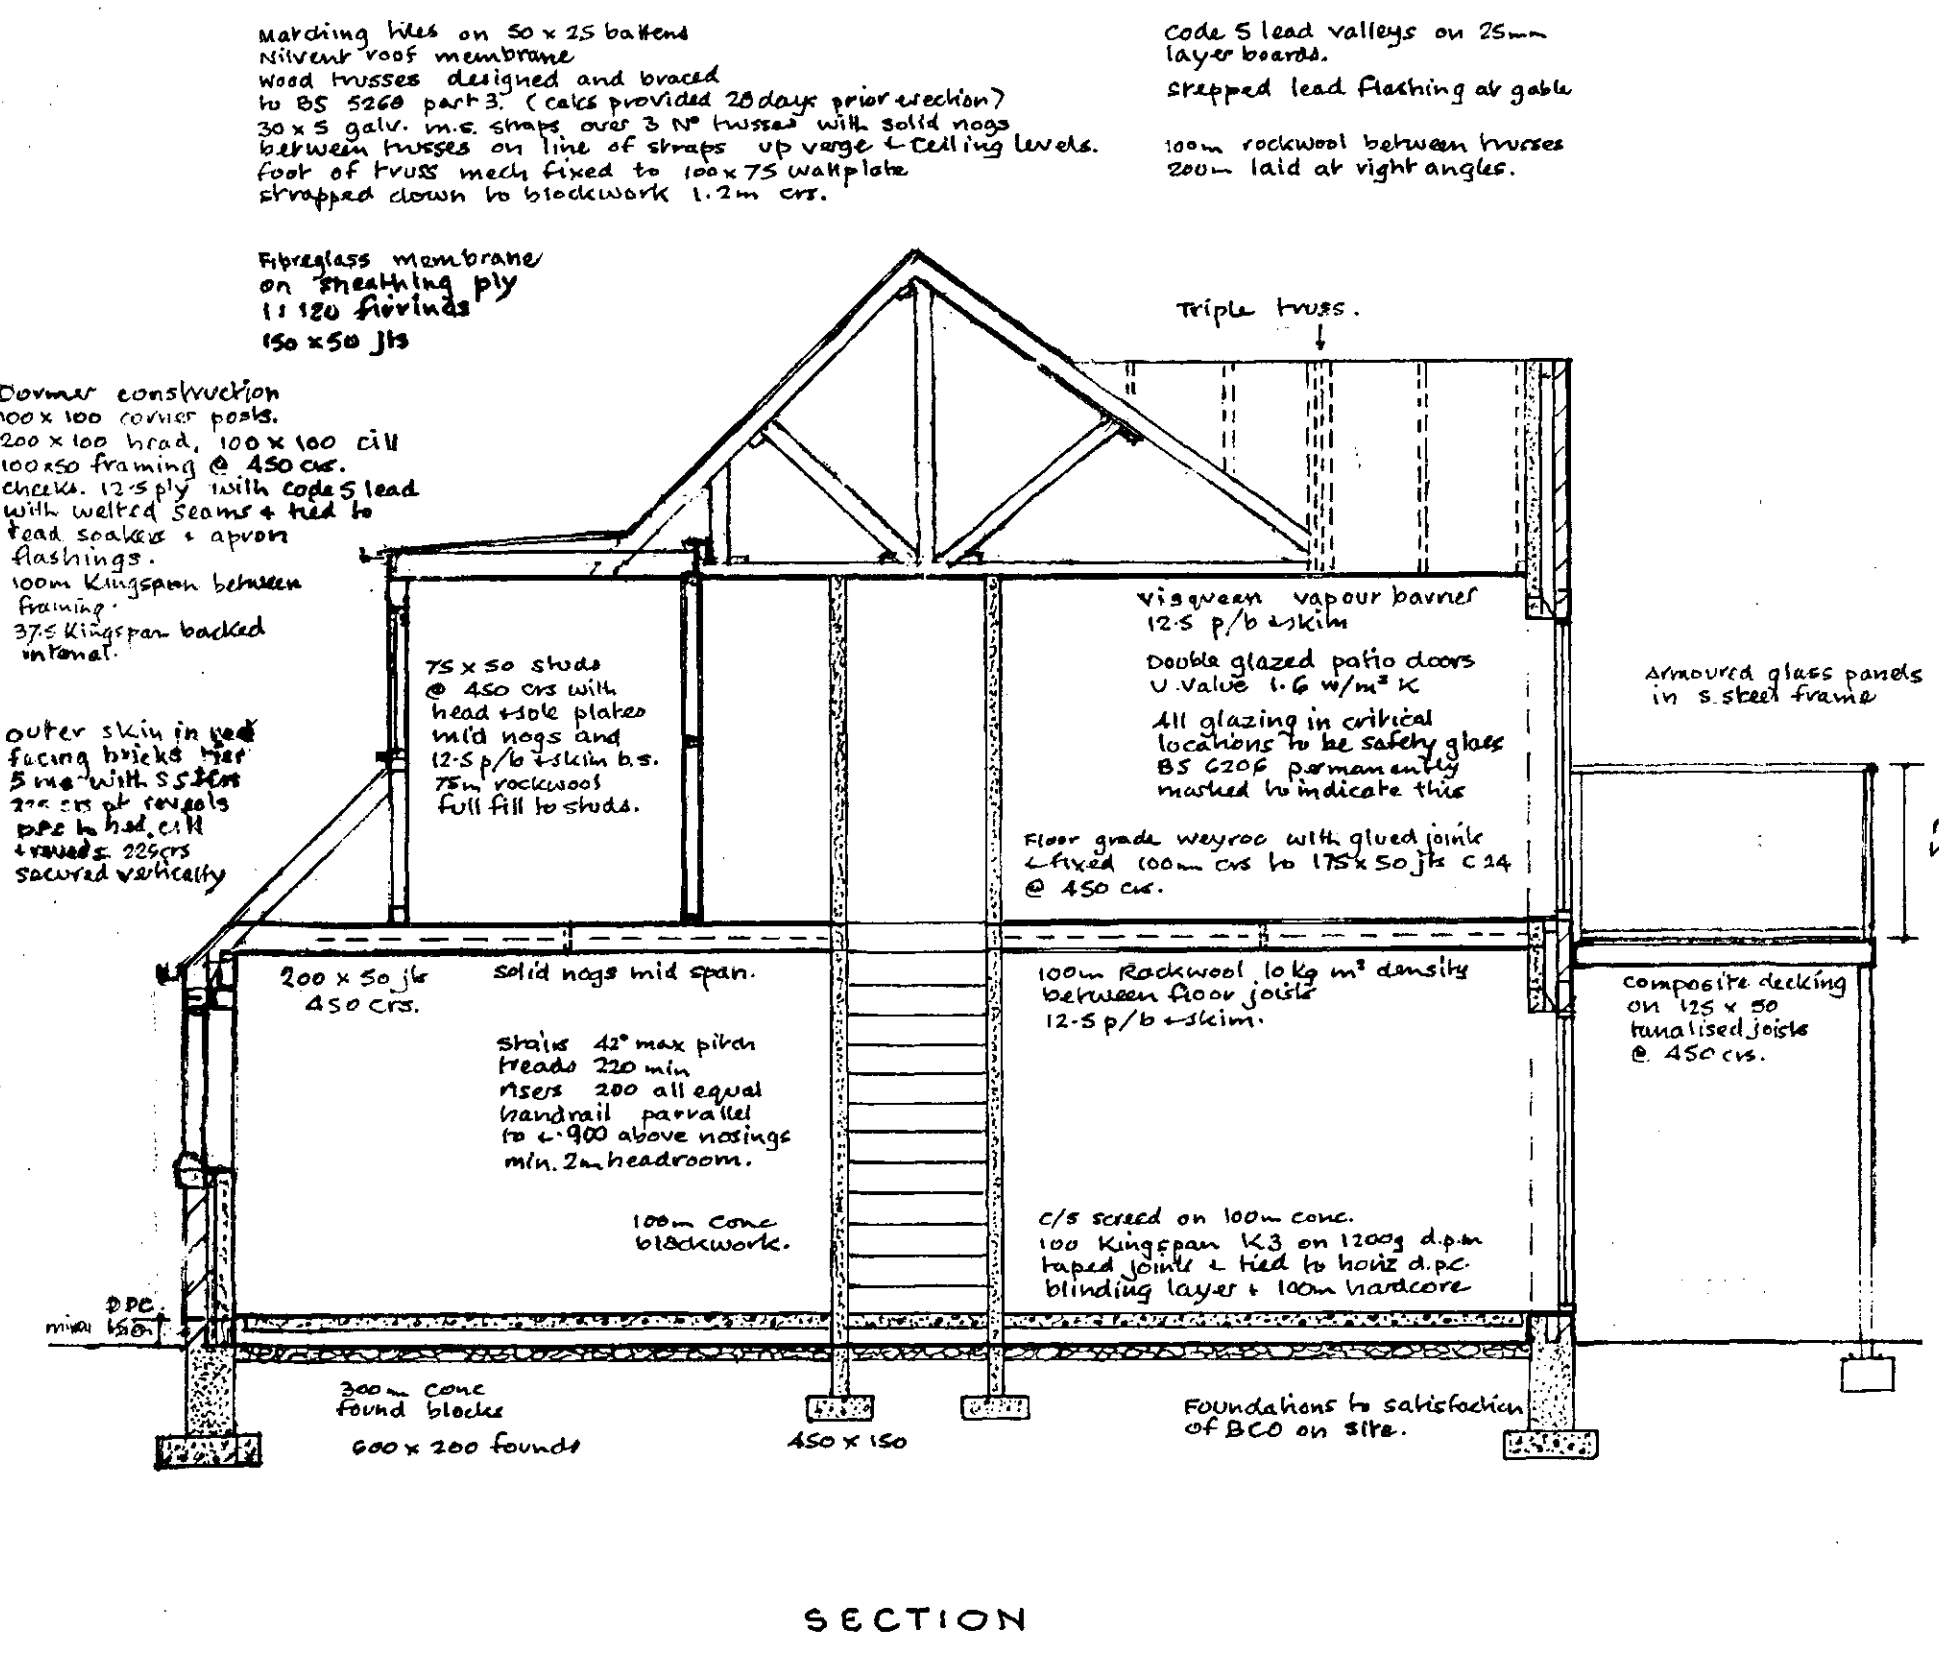 Matching tiles on 50 x 25 battens
Nilvent roof membrane
Wood trusses designed and braced
to BS 5268 part 3. (calcs provided 28 days prior erection)
30 x 5 galv. m.s. straps over 3 No trusses with solid nogs
between trusses on line of straps up verge + ceiling levels.
foot of truss mech fixed to 100 x 75 wallplate
strapped down to blockwork 1.2m crs.
Code 5 lead valleys on 25mm
layer boards.
stepped lead flashing at gable
100m rockwool between trusses
200m laid at right angles.
Fibreglass membrane
on sheathing ply
1:120 firrings
150 x 50 jts
Triple truss.
Dormer construction
100 x 100 corner posts.
200 x 100 head, 100 x 100 cill
100x50 framing @ 450 crs.
cheeks. 12.5 ply with code 5 lead
with welted seams + tied to
lead soakers + apron
flashings.
100m Kingspan between
framing.
37.5 Kingspan backed
internal.
outer skin in red
facing bricks
5 with
225 crs at reveals
cill
225crs
secured vertically
75 x 50 studs
@ 450 crs with
head + sole plates
mid nogs and
12.5 p/b + skim b.s.
75m rockwool
full fill to studs.
Visqueen vapour barrier
12.5 p/b + skim
Double glazed patio doors
U.Value 1.6 w/m² K
All glazing in critical
locations to be safety glass
BS 6206 permanently
marked to indicate this
Floor grade weyroc with glued joints
+ fixed 100m crs to 175 x 50 jts C24
@ 450 crs.
Armoured glass panels
in s.steel frame
200 x 50 jts
450 crs.
solid nogs mid span.
100m Rockwool 10 kg m³ density
between floor joists
12.5 p/b + skim.
composite decking
on 125 x 50
tanalised joists
@ 450 crs.
Stairs 42° max pitch
treads 220 min
risers 200 all equal
handrail parrallel
to 900 above nosings
min. 2m headroom.
100m conc
blockwork.
c/s screed on 100m conc.
100 Kingspan K3 on 1200g d.p.m
taped joints + tied to horiz d.p.c.
blinding layer + 100m hardcore
DPC
300m conc
found blocks
600 x 200 founds
450 x 150
Foundations to satisfaction
of BCO on site.
SECTION